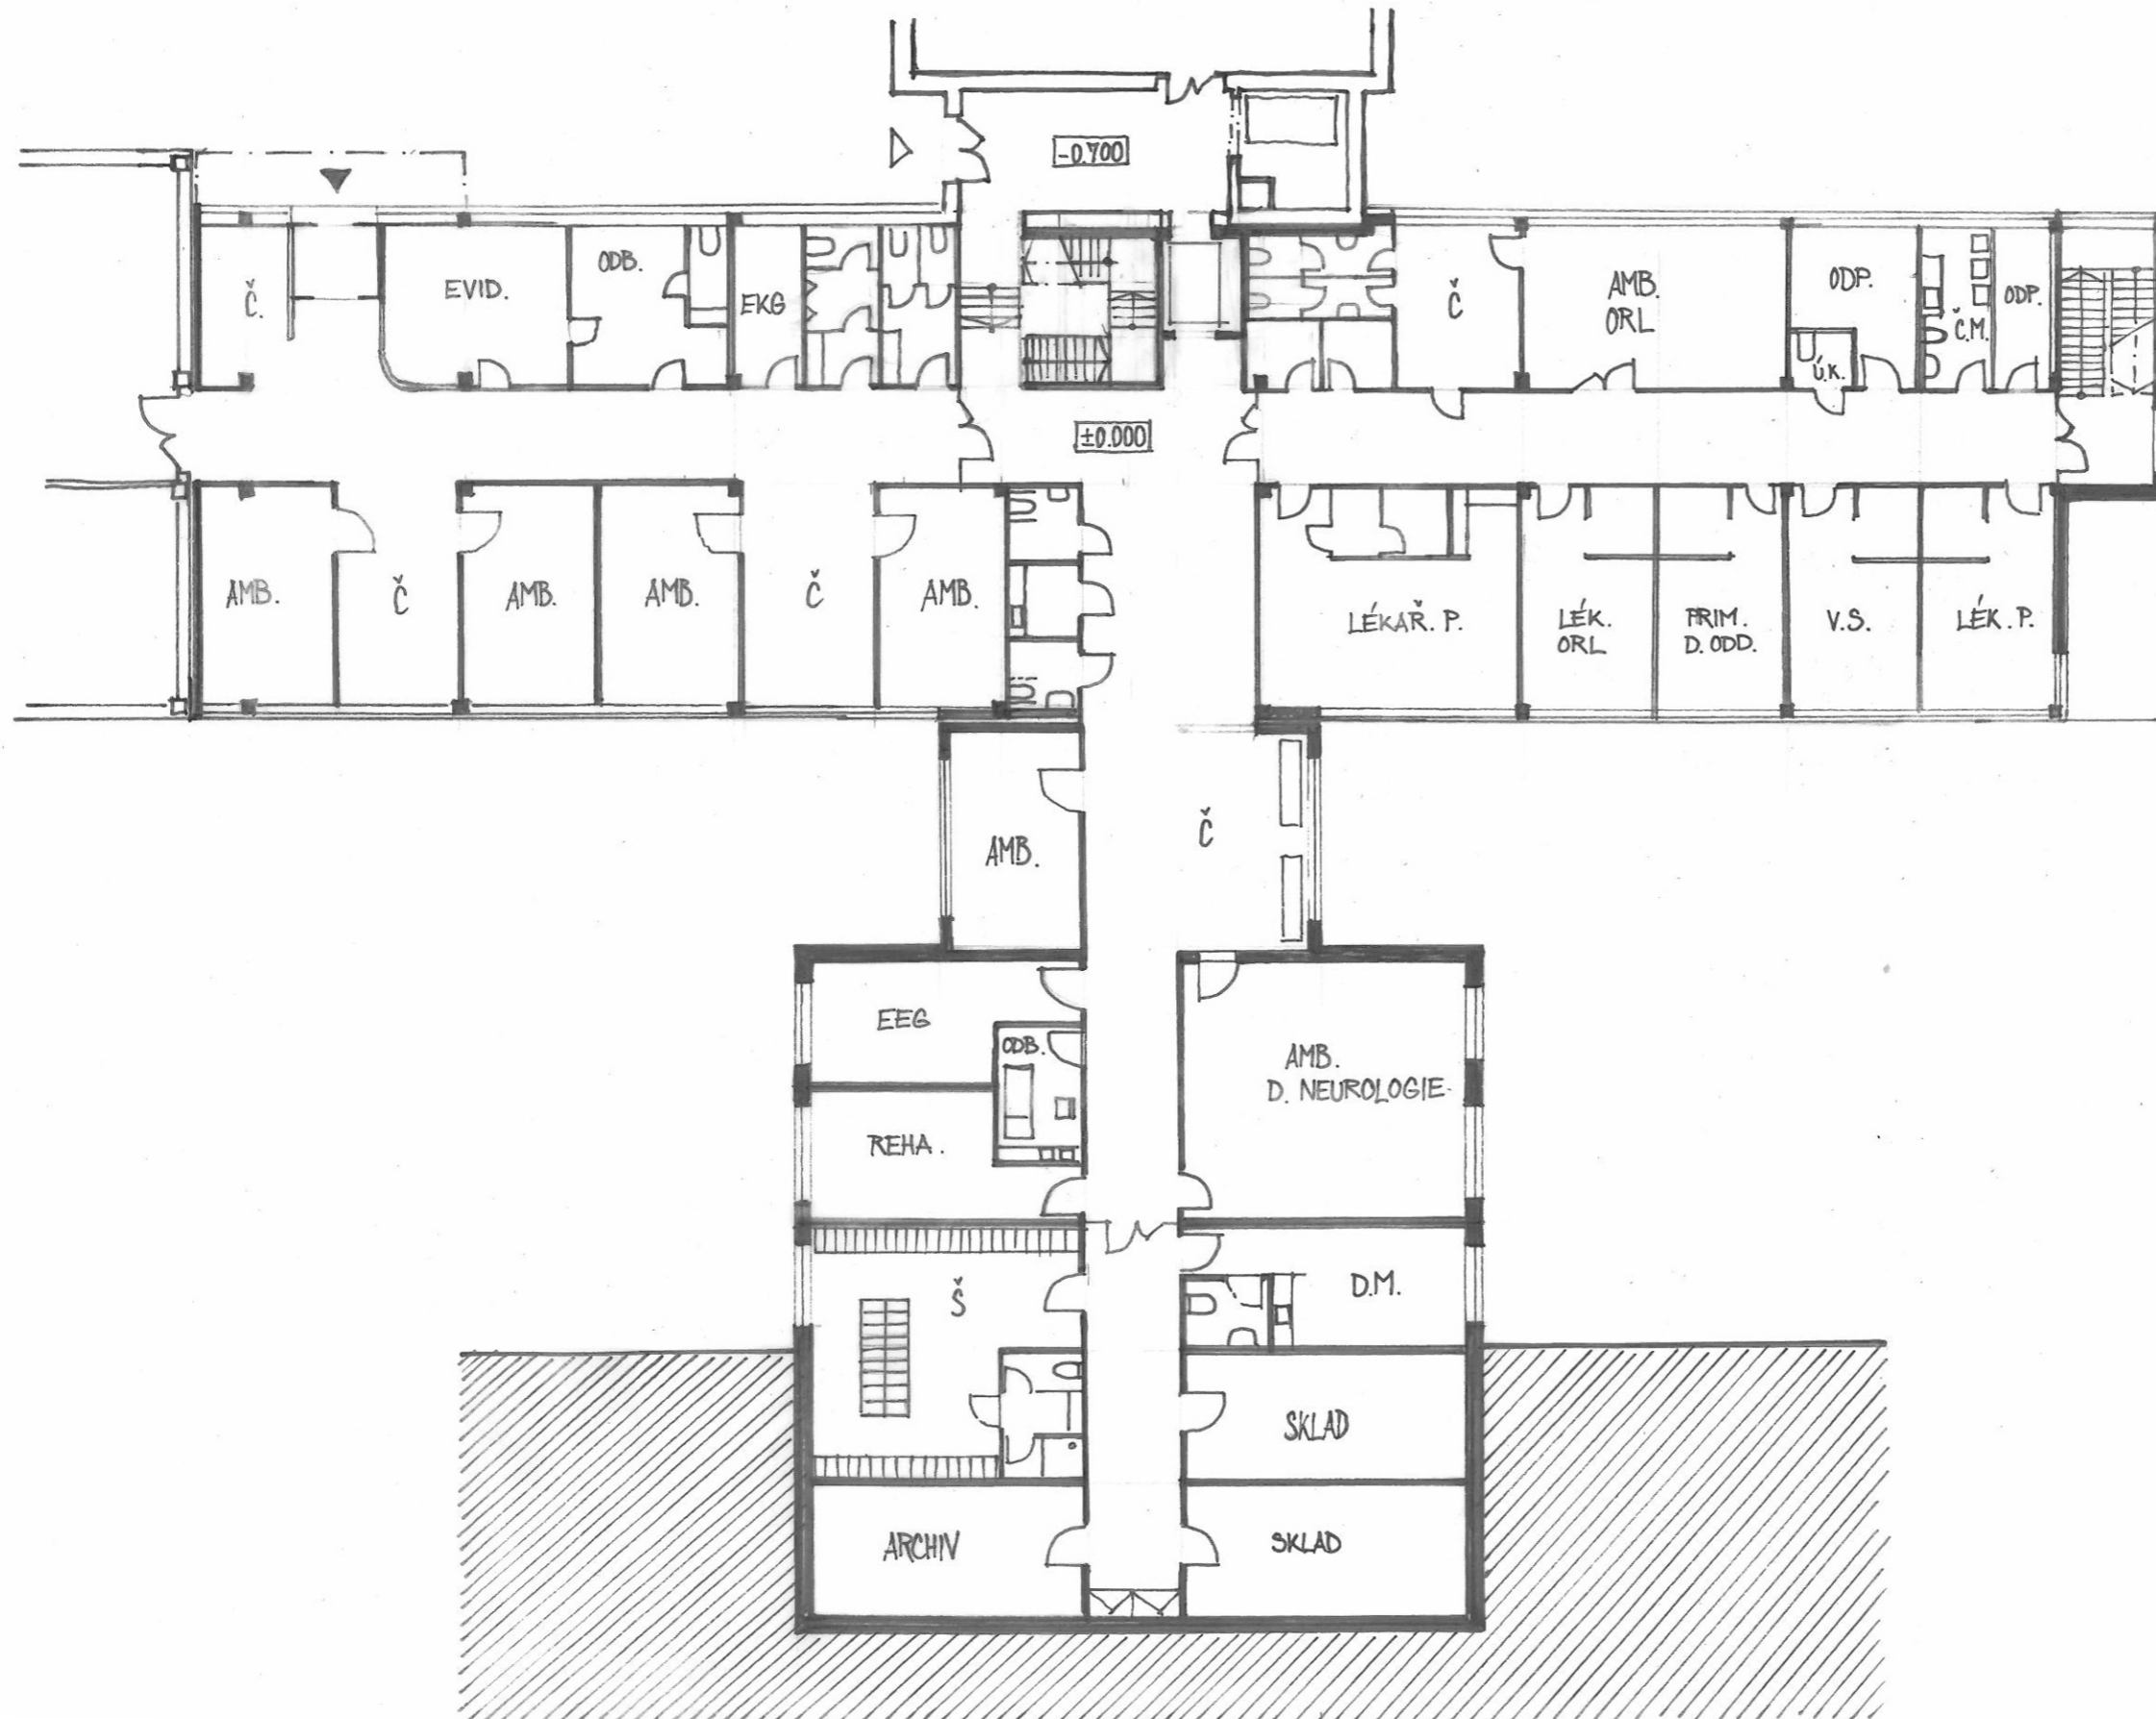 -0.700
Č.
EVID.
ODB.
EKG
Č
AMB.
ORL
ODP.
Ú.K.
Č.M.
ODP.
±0.000
AMB.
Č
AMB.
AMB.
Č
AMB.
LÉKAŘ. P.
LÉK.
ORL
PRIM.
D. ODD.
V.S.
LÉK. P.
AMB.
Č
EEG
ODB.
AMB.
D. NEUROLOGIE
REHA.
Š
D.M.
SKLAD
ARCHIV
SKLAD